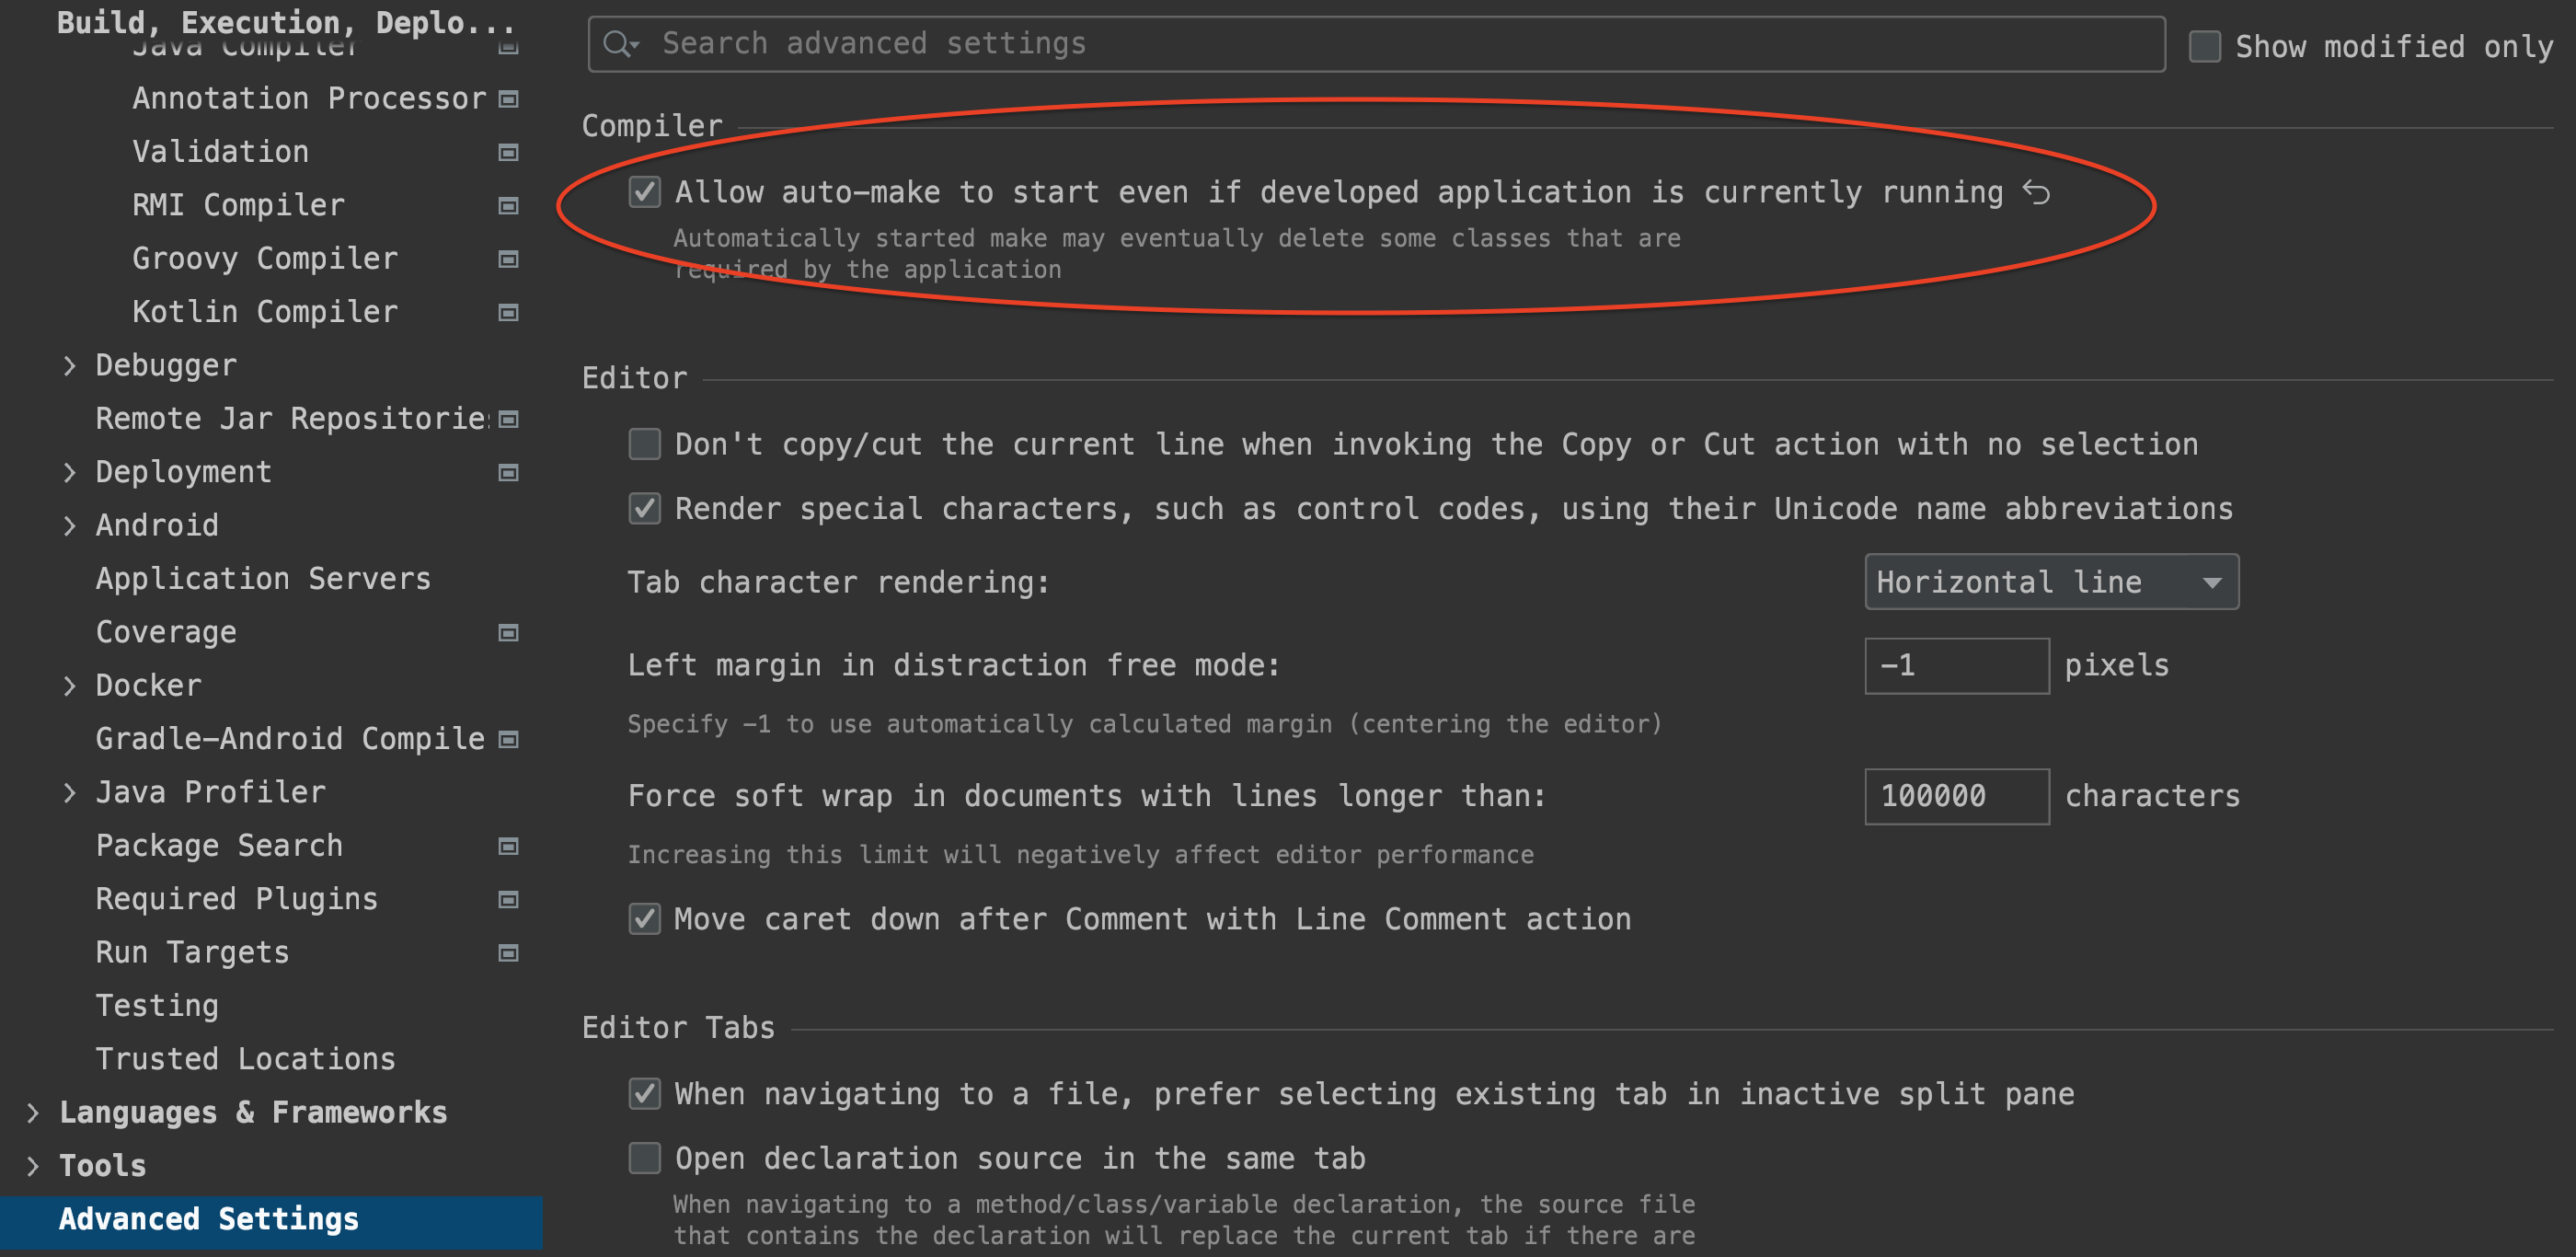 Build, Execution, Deplo...
Java Compiler
Annotation Processor
Validation
RMI Compiler
Groovy Compiler
Kotlin Compiler
Debugger
Remote Jar Repositories
Deployment
Android
Application Servers
Coverage
Docker
Gradle-Android Compile
Java Profiler
Package Search
Required Plugins
Run Targets
Testing
Trusted Locations
Languages & Frameworks
Tools
Advanced Settings
Search advanced settings
Show modified only
Compiler
Allow auto-make to start even if developed application is currently running
Automatically started make may eventually delete some classes that are
required by the application
Editor
Don't copy/cut the current line when invoking the Copy or Cut action with no selection
Render special characters, such as control codes, using their Unicode name abbreviations
Tab character rendering: Horizontal line
Left margin in distraction free mode: -1 pixels
Specify -1 to use automatically calculated margin (centering the editor)
Force soft wrap in documents with lines longer than: 100000 characters
Increasing this limit will negatively affect editor performance
Move caret down after Comment with Line Comment action
Editor Tabs
When navigating to a file, prefer selecting existing tab in inactive split pane
Open declaration source in the same tab
When navigating to a method/class/variable declaration, the source file
that contains the declaration will replace the current tab if there are